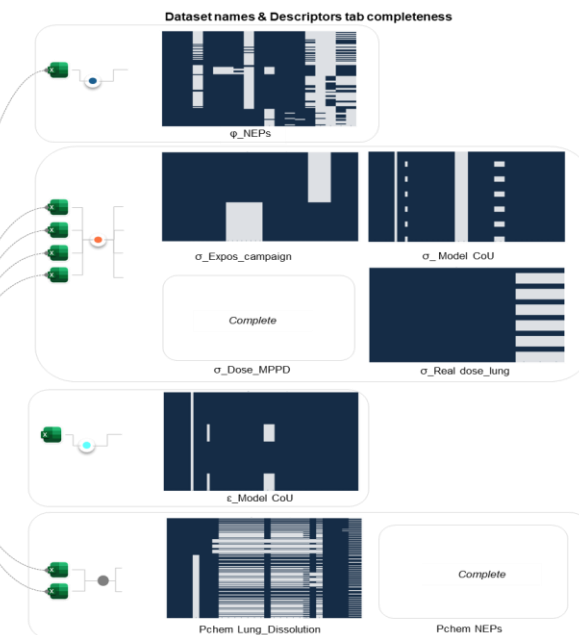 Dataset names & Descriptors tab completeness
φ_NEPs
σ_Expos_campaign
σ_ Model CoU
Complete
σ_Dose_MPPD
σ_Real dose_lung
ε_Model CoU
Complete
Pchem Lung_Dissolution
Pchem NEPs